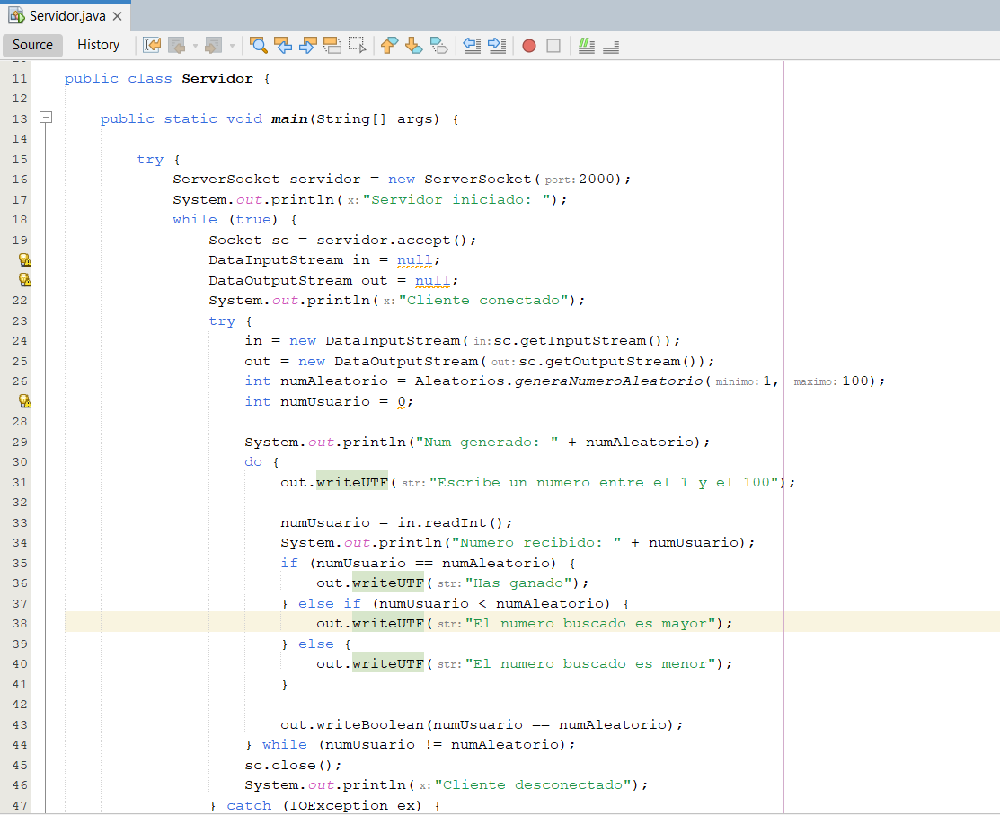 Servidor.java
Source History
11 public class Servidor {
12
13 public static void main(String[] args) {
14
15 try {
16 ServerSocket servidor = new ServerSocket( port: 2000);
17 System.out.println( x: "Servidor iniciado: ");
18 while (true) {
19 Socket sc = servidor.accept();
DataInputStream in = null;
DataOutputStream out = null;
22 System.out.println( x: "Cliente conectado");
23 try {
24 in = new DataInputStream( in: sc.getInputStream());
25 out = new DataOutputStream( out: sc.getOutputStream());
26 int numAleatorio = Aleatorios.generaNumeroAleatorio( minimo: 1, maximo: 100);
int numUsuario = 0;
28
29 System.out.println("Num generado: " + numAleatorio);
30 do {
31 out.writeUTF( str: "Escribe un numero entre el 1 y el 100");
32
33 numUsuario = in.readInt();
34 System.out.println("Numero recibido: " + numUsuario);
35 if (numUsuario == numAleatorio) {
36 out.writeUTF( str: "Has ganado");
37 } else if (numUsuario < numAleatorio) {
38 out.writeUTF( str: "El numero buscado es mayor");
39 } else {
40 out.writeUTF( str: "El numero buscado es menor");
41 }
42
43 out.writeBoolean(numUsuario == numAleatorio);
44 } while (numUsuario != numAleatorio);
45 sc.close();
46 System.out.println( x: "Cliente desconectado");
47 } catch (IOException ex) {